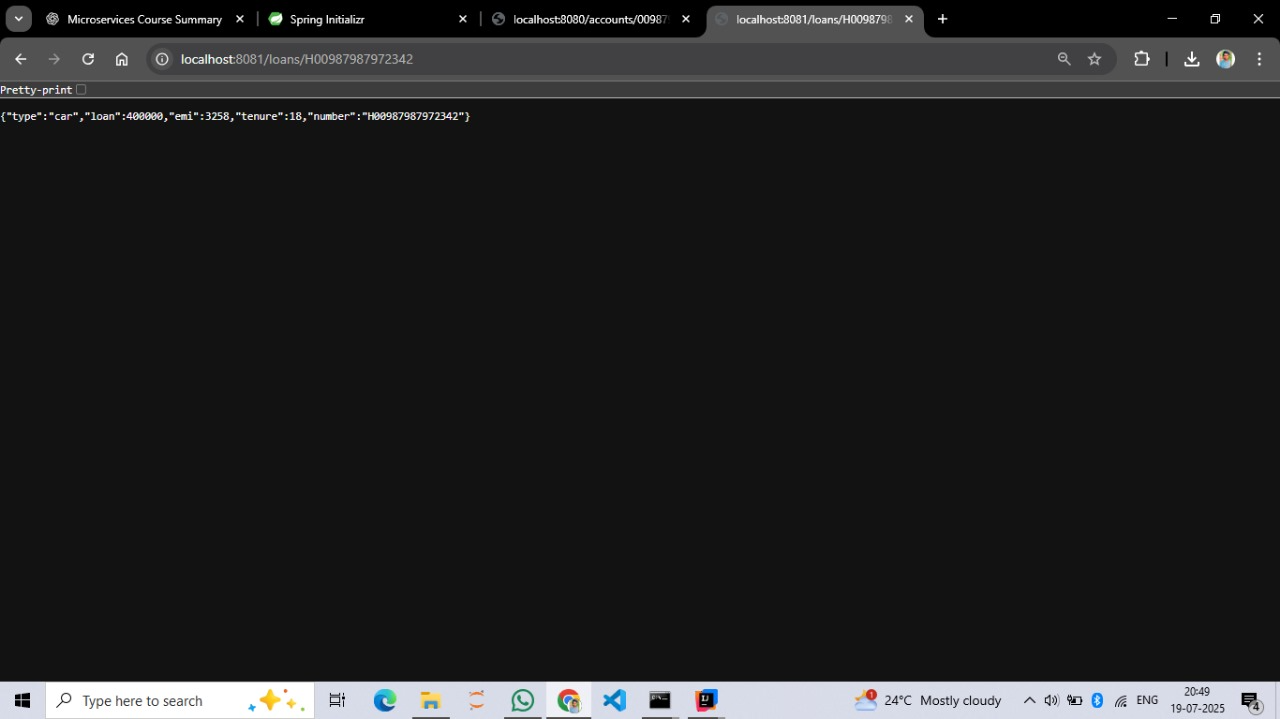 Microservices Course Summary
Spring Initializr
localhost:8080/accounts/00987
localhost:8081/loans/H0098798
localhost:8081/loans/H00987987972342
Pretty-print
{"type":"car","loan":400000,"emi":3258,"tenure":18,"number":"H00987987972342"}
Type here to search
1
24°C Mostly cloudy
ENG
20:49
19-07-2025
4